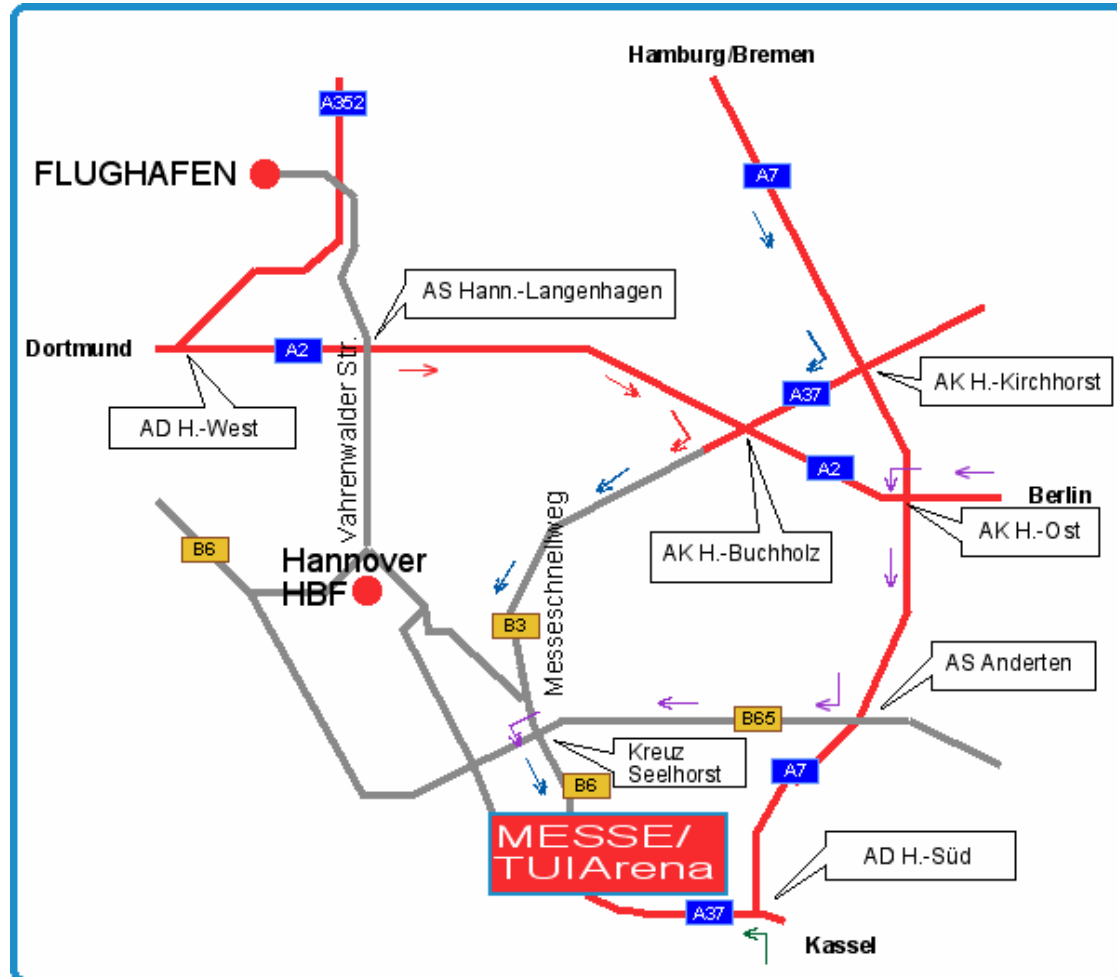 Hamburg/Bremen
A352
FLUGHAFEN
A7
AS Hann.-Langenhagen
Dortmund
A2
Vahrenwalder Str.
A37
AK H.-Kirchhorst
AD H.-West
A2
Berlin
AK H.-Ost
AK H.-Buchholz
B6
Hannover
HBF
Messeschnellweg
B3
AS Anderten
B65
Kreuz
Seelhorst
A7
B6
MESSE/
TUIArena
AD H.-Süd
A37
Kassel